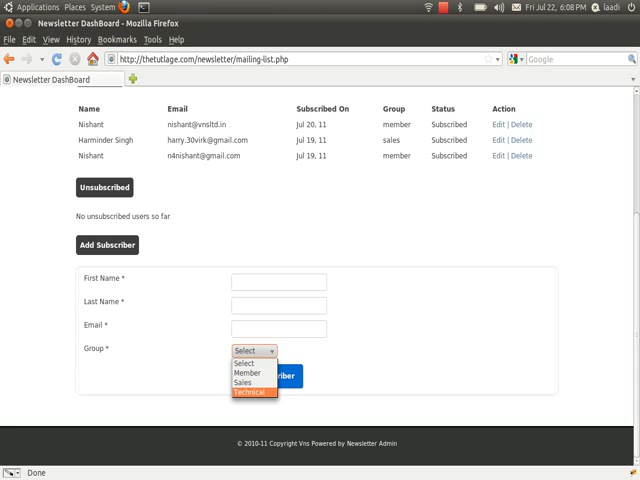 Applications Places System Fri Jul 22, 6:08 PM laadi
Newsletter DashBoard - Mozilla Firefox
File Edit View History Bookmarks Tools Help
http://thetutlage.com/newsletter/mailing-list.php Google
Newsletter DashBoard
Name Email Subscribed On Group Status Action
Nishant nishant@vnsltd.in Jul 20, 11 member Subscribed Edit | Delete
Harminder Singh harry.30virk@gmail.com Jul 19, 11 sales Subscribed Edit | Delete
Nishant n4nishant@gmail.com Jul 19, 11 member Subscribed Edit | Delete
Unsubscribed
No unsubscribed users so far
Add Subscriber
First Name *
Last Name *
Email *
Group * Select
Select
Member
Sales
Technical
criber
© 2010-11 Copyright Vns Powered by Newsletter Admin
Done